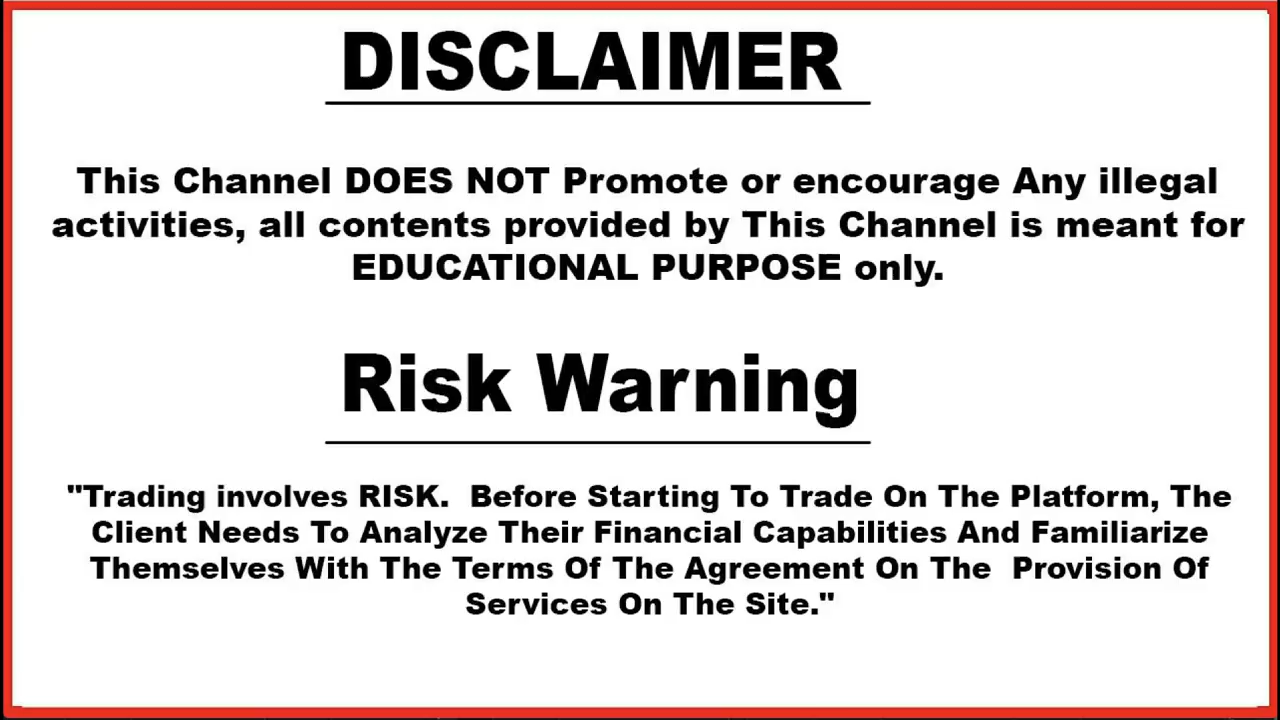 DISCLAIMER
This Channel DOES NOT Promote or encourage Any illegal
activities, all contents provided by This Channel is meant for
EDUCATIONAL PURPOSE only.
Risk Warning
"Trading involves RISK.  Before Starting To Trade On The Platform, The
Client Needs To Analyze Their Financial Capabilities And Familiarize
Themselves With The Terms Of The Agreement On The  Provision Of
Services On The Site."